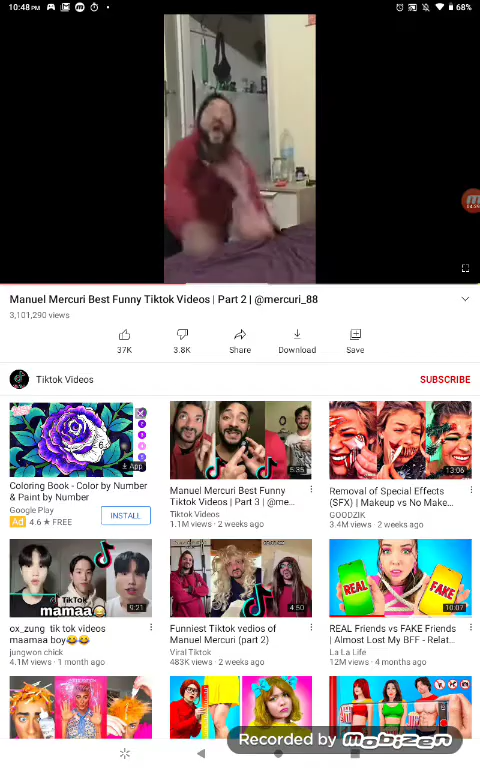 10:48 PM
68%
Manuel Mercuri Best Funny Tiktok Videos | Part 2 | @mercuri_88
3,101,290 views
37K
3.8K
Share
Download
Save
Tiktok Videos
SUBSCRIBE
App
Coloring Book - Color by Number
& Paint by Number
Google Play
Ad 4.6 ★ FREE
INSTALL
5:35
Manuel Mercuri Best Funny
Tiktok Videos | Part 3 | @me...
Tiktok Videos
1.1M views · 2 weeks ago
13:06
Removal of Special Effects
(SFX) | Makeup vs No Make...
GOODZIK
3.4M views · 2 weeks ago
TikTok
mamaa😂
9:21
ox_zung tik tok videos
maamaa boy😂😂
jungwon chick
4.1M views · 1 month ago
4:50
Funniest Tiktok vedios of
Manuel Mercuri (part 2)
Viral Tiktok
483K views · 2 weeks ago
REAL
FAKE
10:07
REAL Friends vs FAKE Friends
| Almost Lost My BFF - Relat...
La La Life
12M views · 4 months ago
Recorded by mobizen